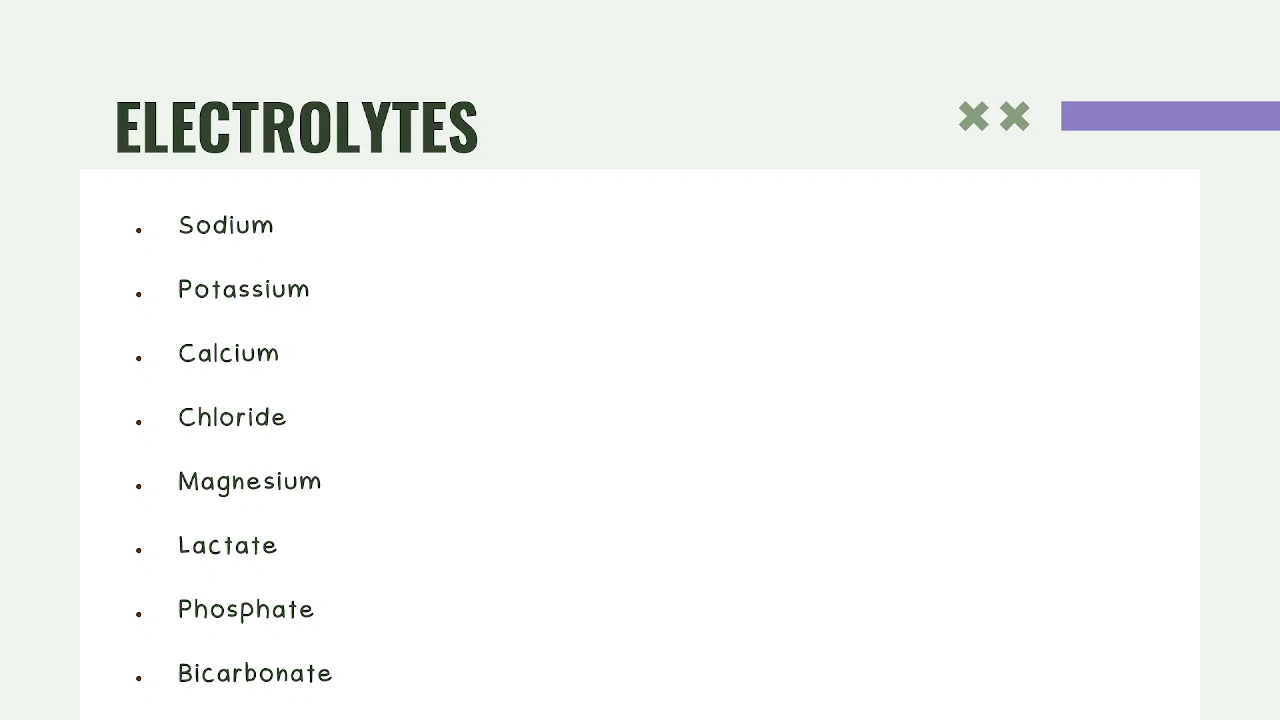 ELECTROLYTES
. Sodium
. Potassium
. Calcium
. Chloride
. Magnesium
. Lactate
. Phosphate
. Bicarbonate